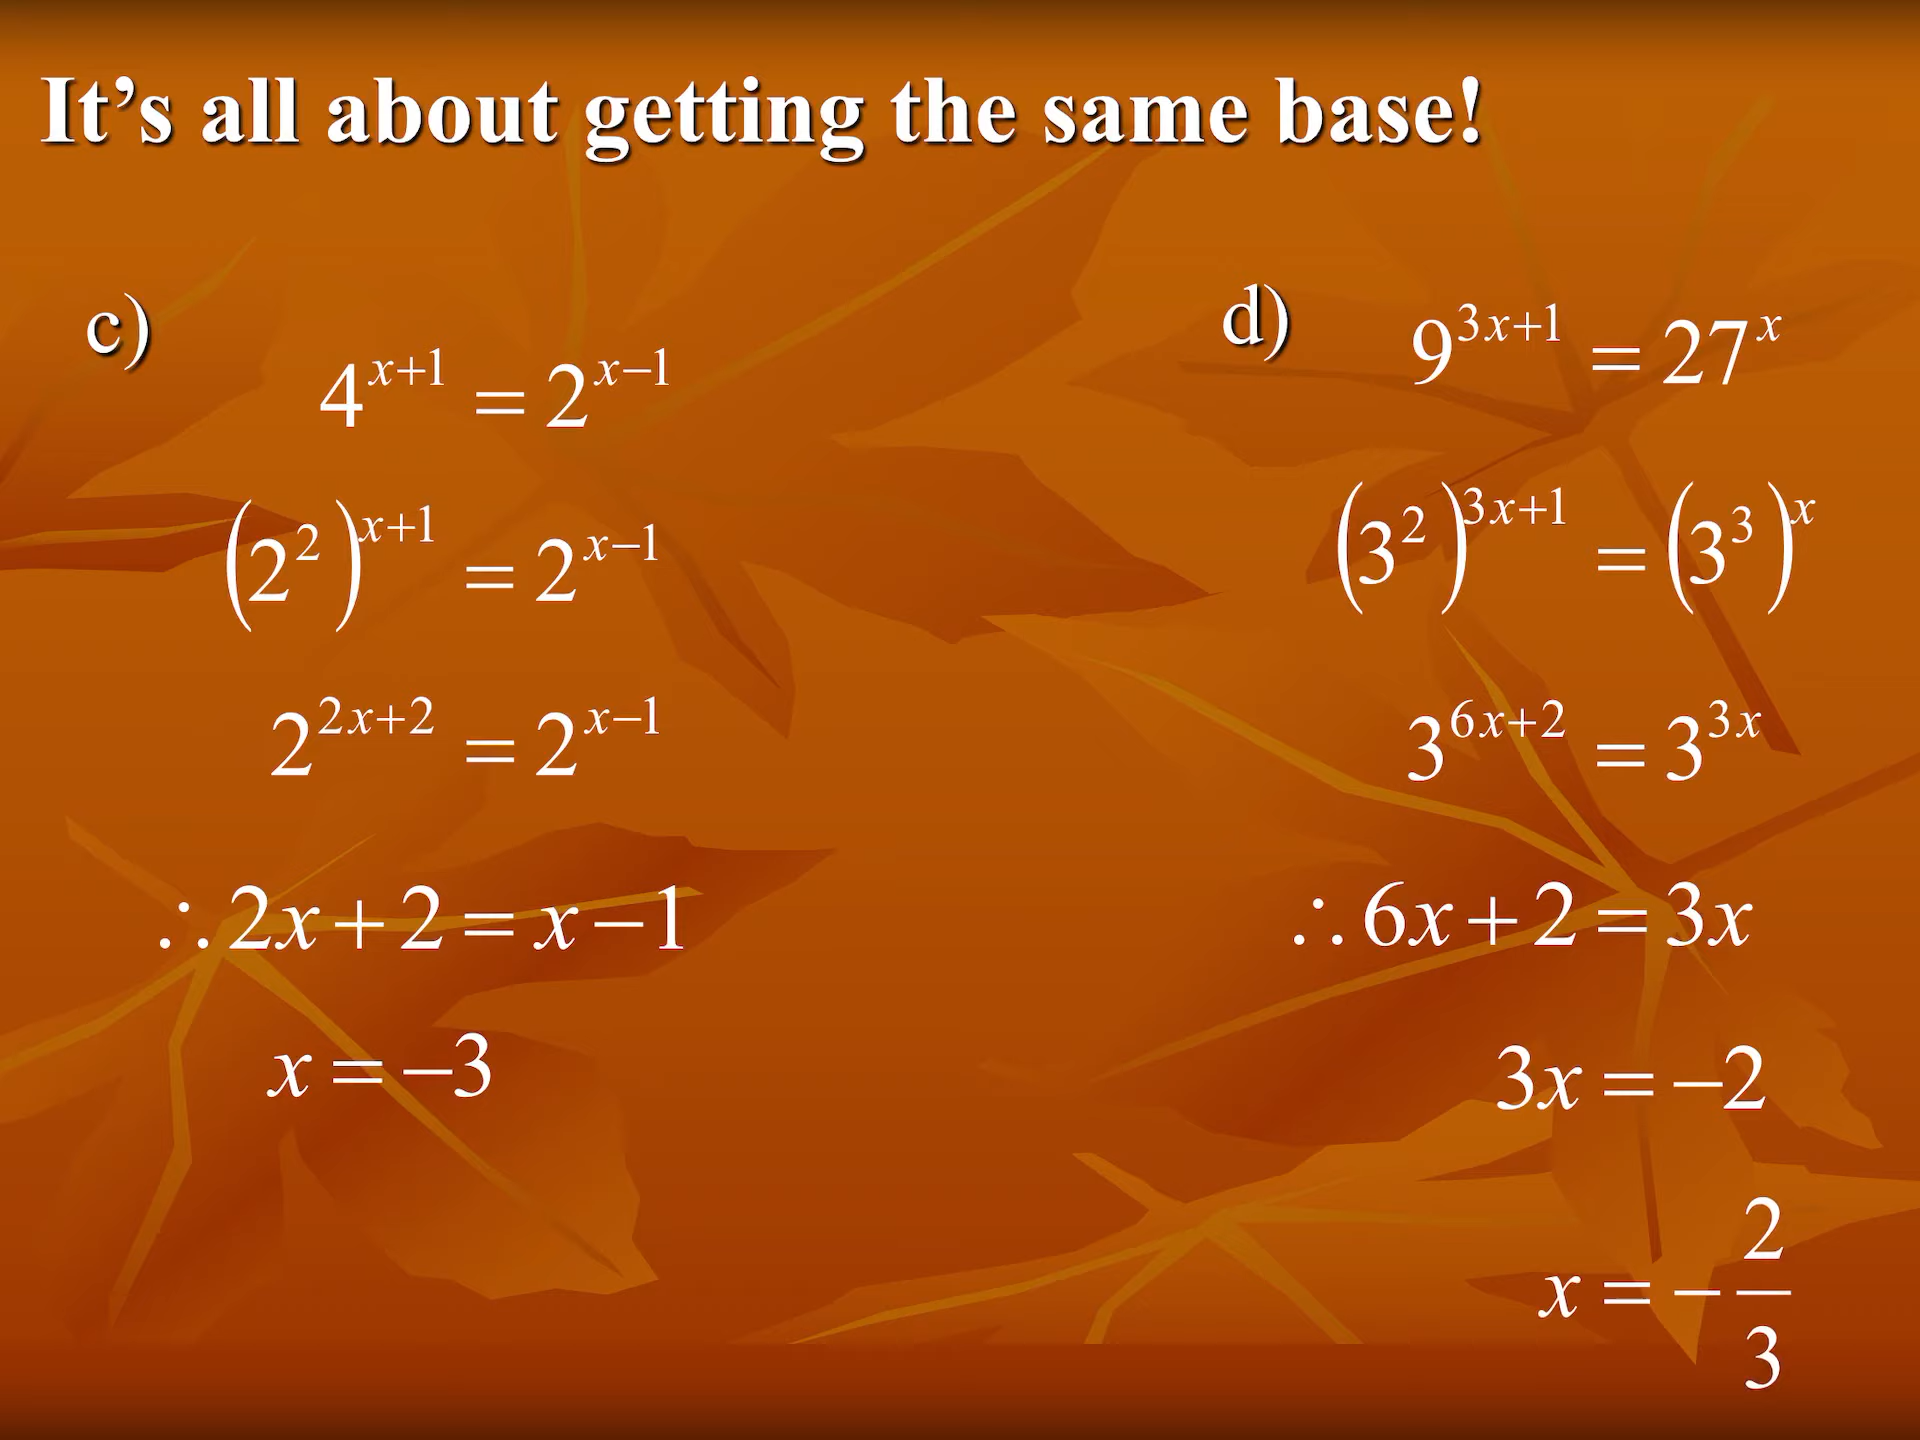 It's all about getting the same base!
c)
4^{x+1} = 2^{x−1}
(2^2)^{x+1} = 2^{x−1}
2^{2x+2} = 2^{x−1}
∴ 2x + 2 = x − 1
x = −3
d)
9^{3x+1} = 27^x
(3^2)^{3x+1} = (3^3)^x
3^{6x+2} = 3^{3x}
∴ 6x + 2 = 3x
3x = −2
x = −2/3